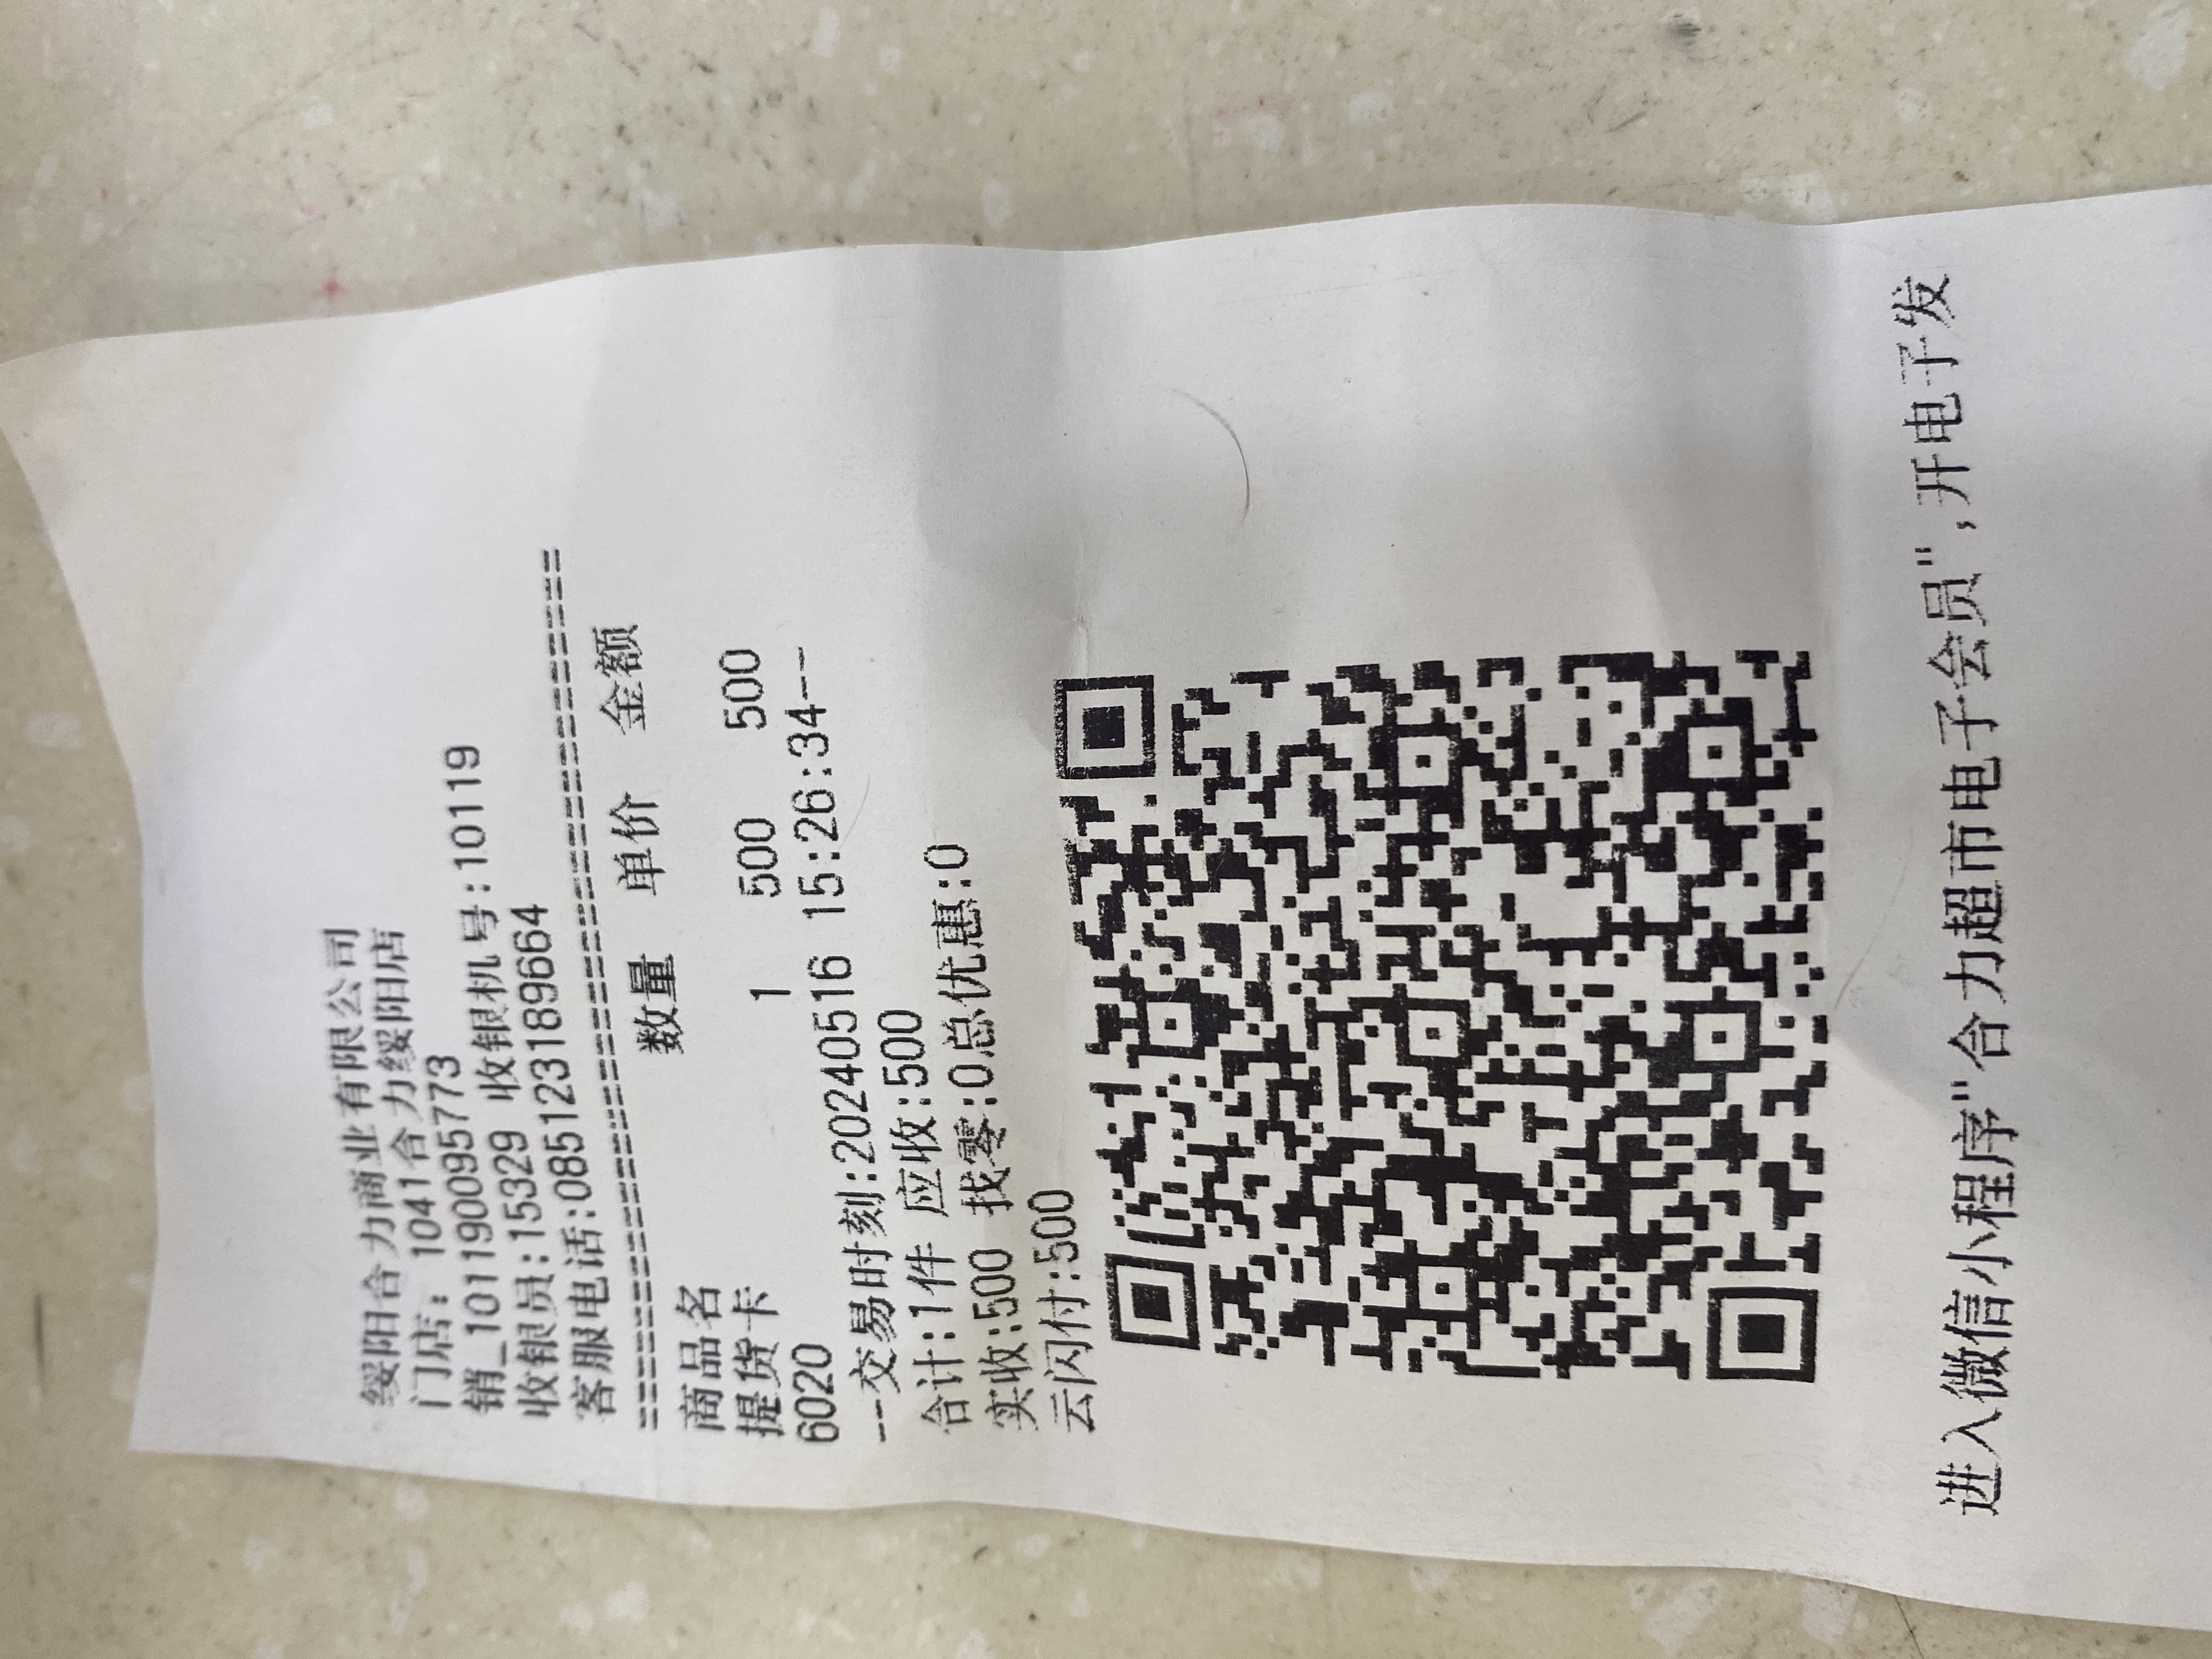 绥阳合力商业有限公司
门店: 1041合力绥阳店
销_101190095773
收银员:15329 收银机号:10119
客服电话:085123189664
================================
商品名 数量 单价 金额
提货卡 1 500 500
6020
--交易时刻:20240516 15:26:34--
合计:1件 应收:500
实收:500 找零:0总优惠:0
云闪付:500
进入微信小程序"合力超市电子会员",开电子发